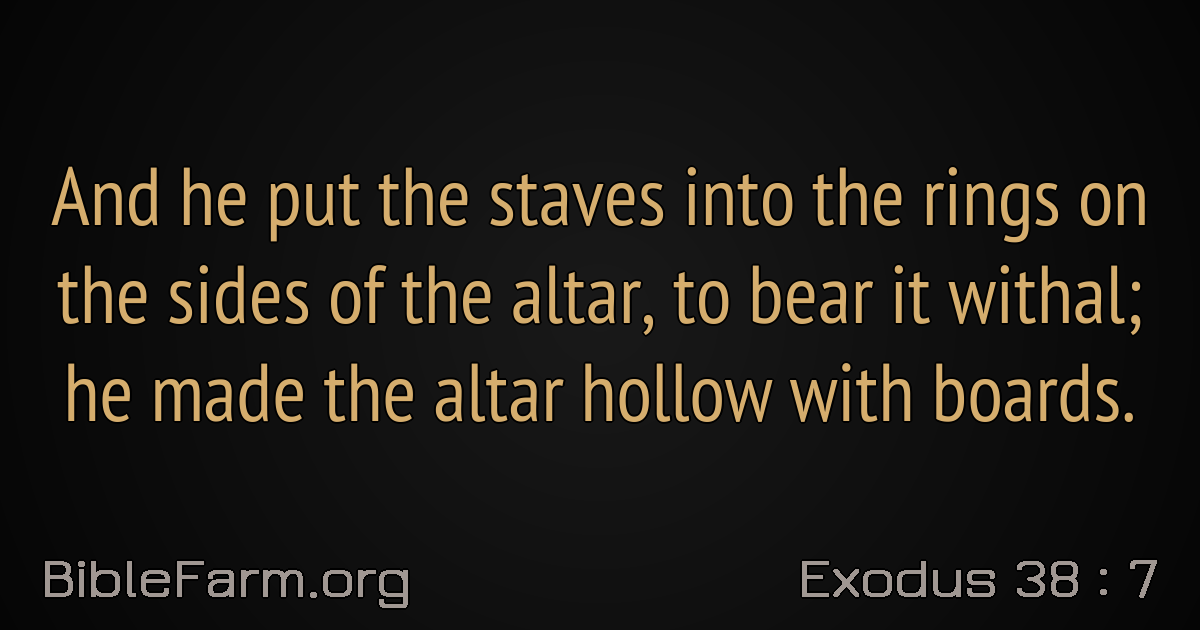 And he put the staves into the rings on
the sides of the altar, to bear it withal;
he made the altar hollow with boards.
BibleFarm.org
Exodus 38 : 7